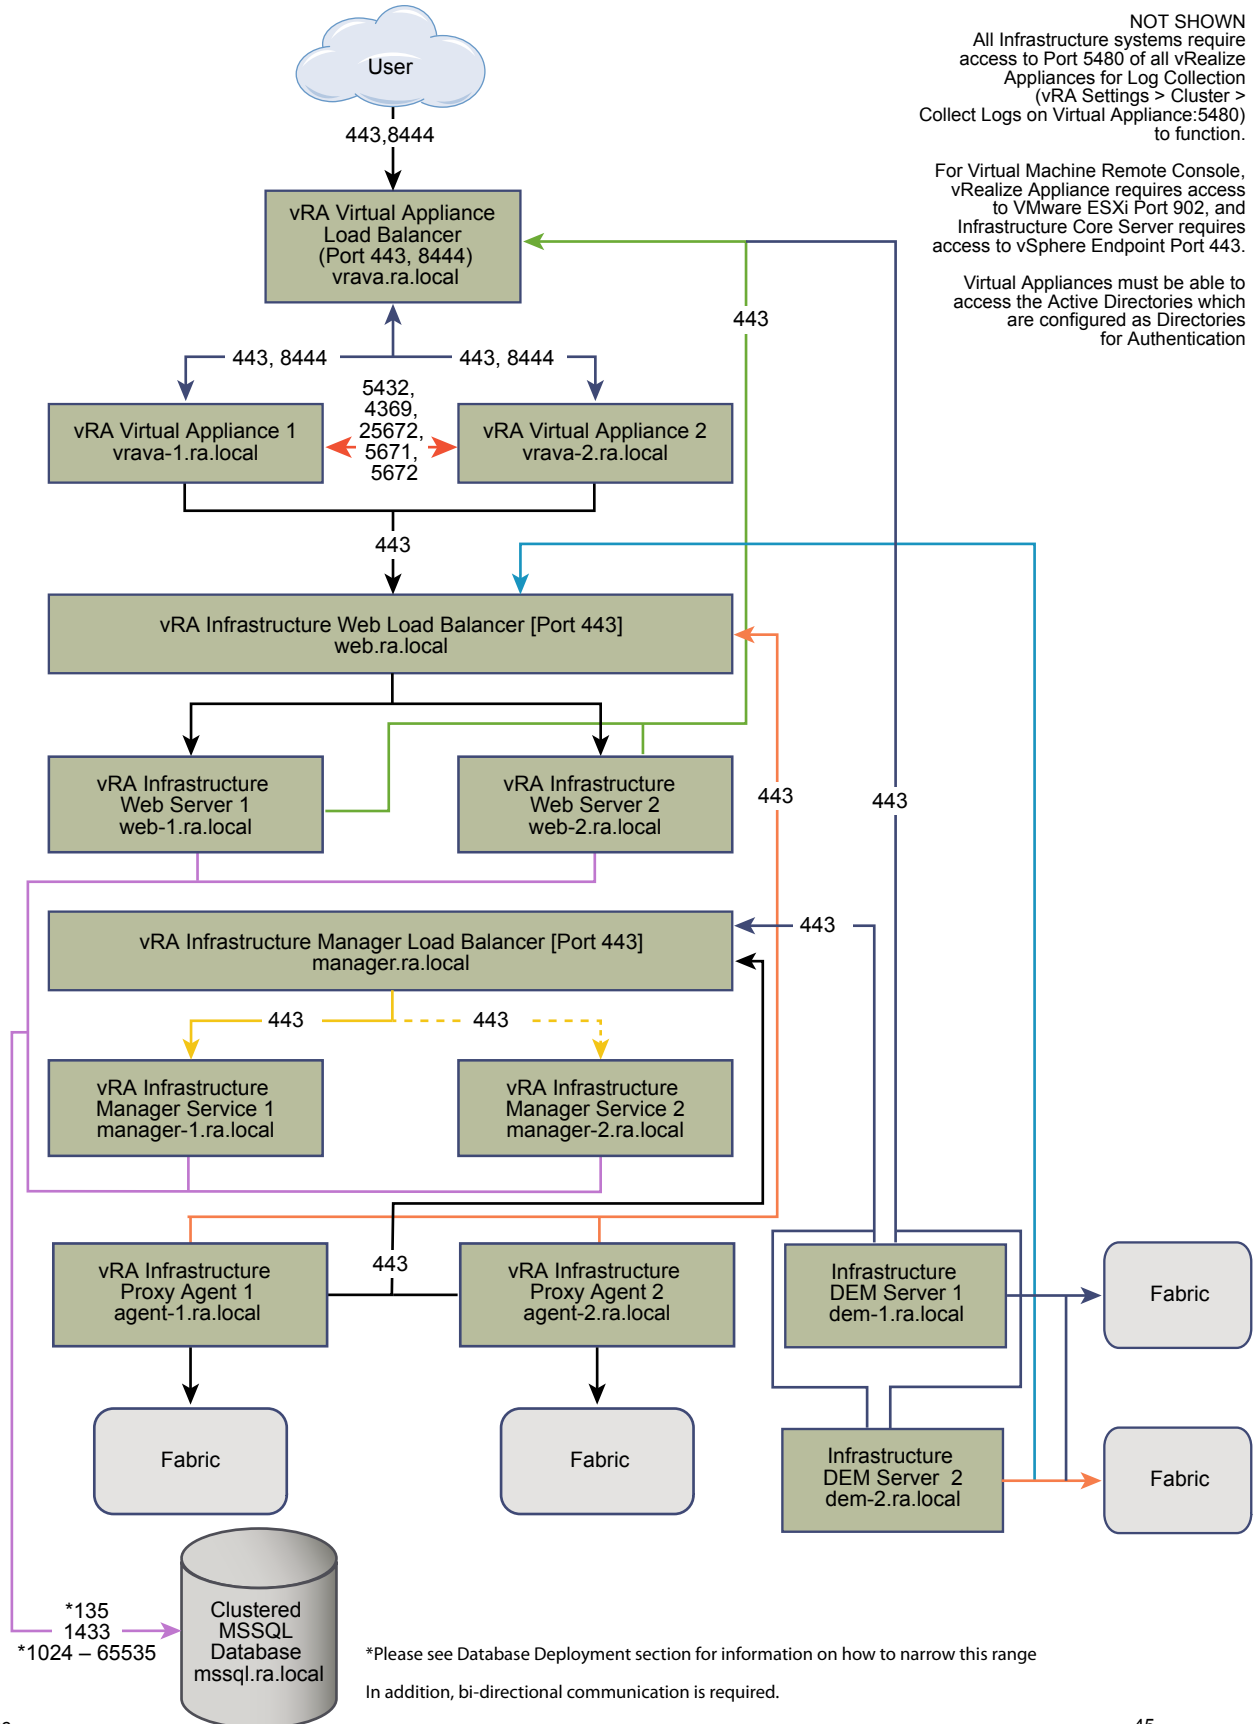 NOT SHOWN
All Infrastructure systems require
access to Port 5480 of all vRealize
Appliances for Log Collection
(vRA Settings > Cluster >
Collect Logs on Virtual Appliance:5480)
to function.
For Virtual Machine Remote Console,
vRealize Appliance requires access
to VMware ESXi Port 902, and
Infrastructure Core Server requires
access to vSphere Endpoint Port 443.
Virtual Appliances must be able to
access the Active Directories which
are configured as Directories
for Authentication
User
443,8444
vRA Virtual Appliance
Load Balancer
(Port 443, 8444)
vrava.ra.local
443
443, 8444
443, 8444
5432,
4369,
25672,
5671,
5672
vRA Virtual Appliance 1
vrava-1.ra.local
vRA Virtual Appliance 2
vrava-2.ra.local
443
vRA Infrastructure Web Load Balancer [Port 443]
web.ra.local
vRA Infrastructure
Web Server 1
web-1.ra.local
vRA Infrastructure
Web Server 2
web-2.ra.local
443
443
vRA Infrastructure Manager Load Balancer [Port 443]
manager.ra.local
443
443
443
vRA Infrastructure
Manager Service 1
manager-1.ra.local
vRA Infrastructure
Manager Service 2
manager-2.ra.local
443
vRA Infrastructure
Proxy Agent 1
agent-1.ra.local
vRA Infrastructure
Proxy Agent 2
agent-2.ra.local
Infrastructure
DEM Server 1
dem-1.ra.local
Fabric
Fabric
Fabric
Infrastructure
DEM Server 2
dem-2.ra.local
Fabric
*135
1433
*1024 – 65535
Clustered
MSSQL
Database
mssql.ra.local
*Please see Database Deployment section for information on how to narrow this range
In addition, bi-directional communication is required.